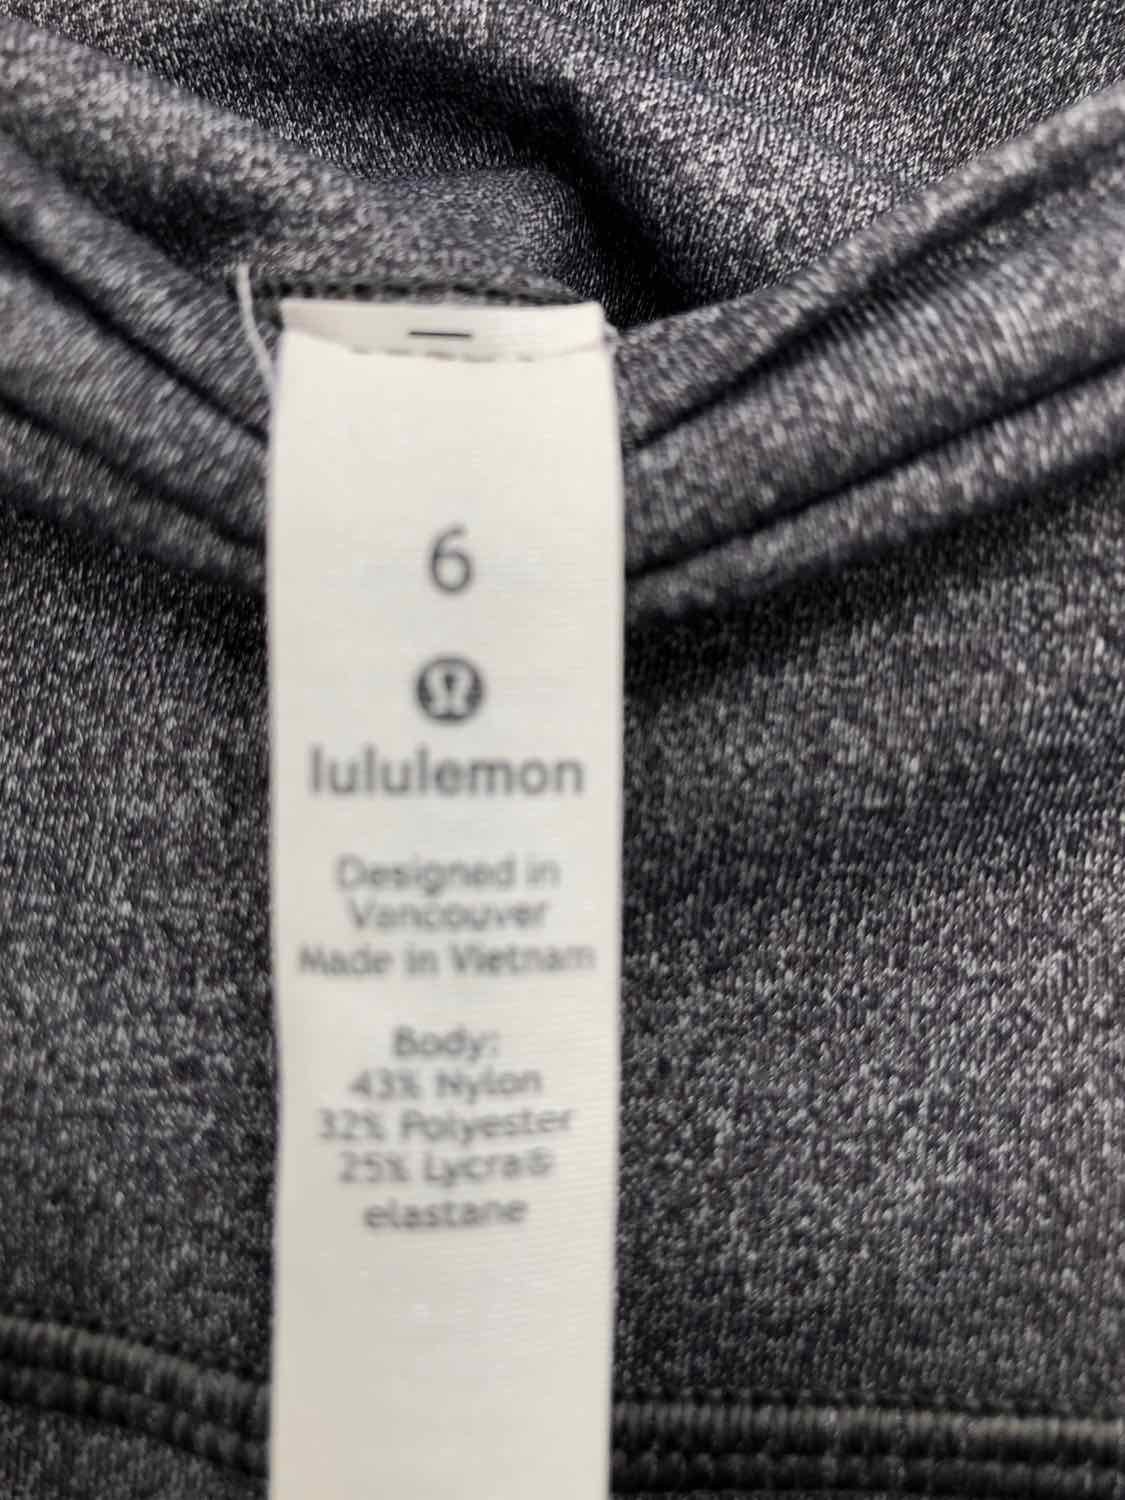 6
lululemon
Designed in
Vancouver
Made in Vietnam
Body:
43% Nylon
32% Polyester
25% Lycra®
elastane